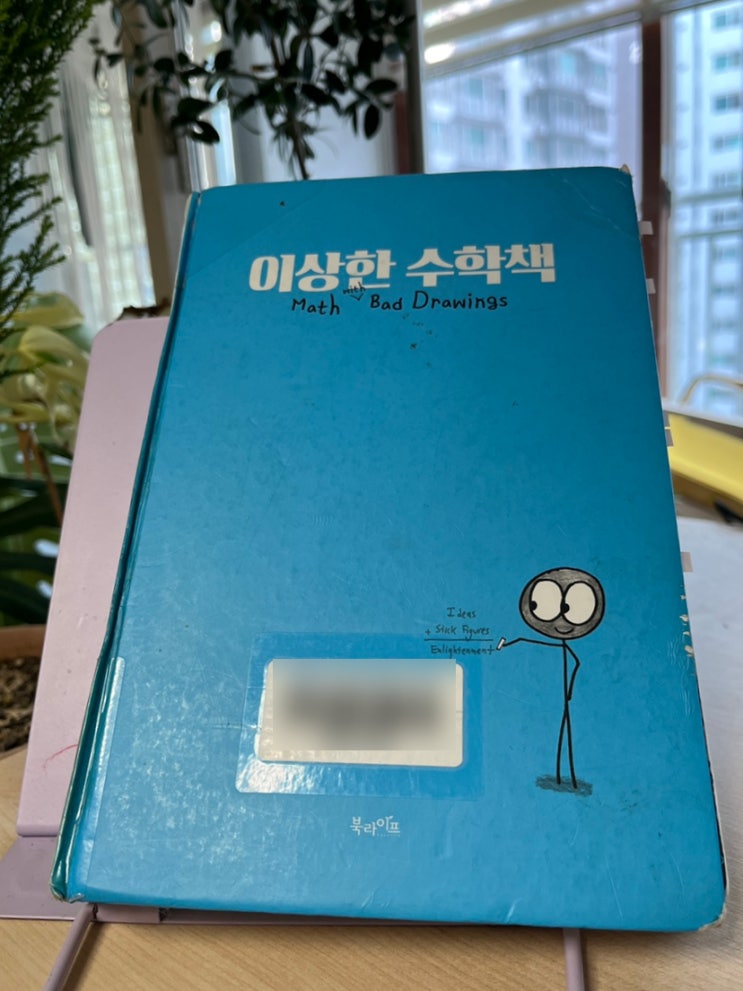 이상한 수학책
Math with Bad Drawings
Ideas
+ Stick Figures
Enlightenment
북라이프